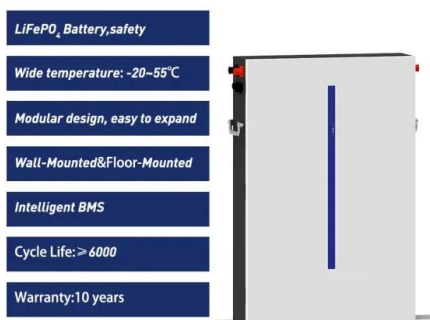 LiFePO₄ Battery,safety
Wide temperature: -20~55℃
Modular design, easy to expand
Wall-Mounted&Floor-Mounted
Intelligent BMS
Cycle Life:≥6000
Warranty:10 years